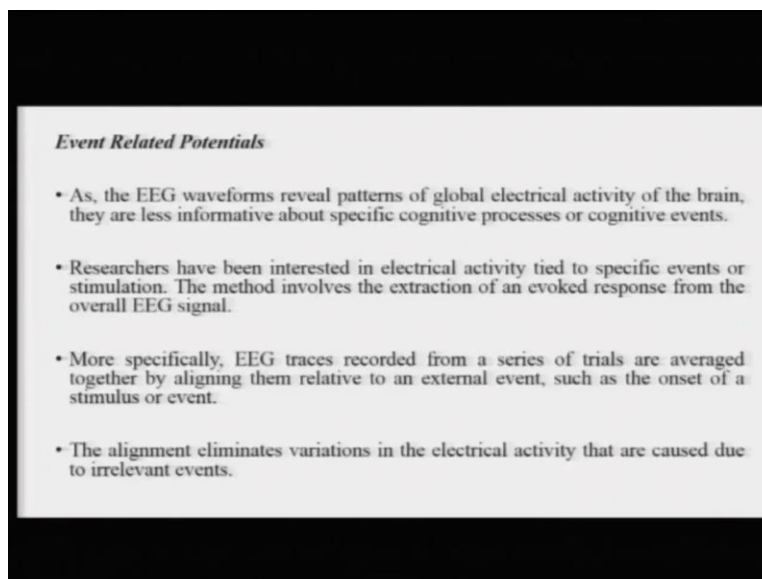 Event Related Potentials
• As, the EEG waveforms reveal patterns of global electrical activity of the brain,
they are less informative about specific cognitive processes or cognitive events.
• Researchers have been interested in electrical activity tied to specific events or
stimulation. The method involves the extraction of an evoked response from the
overall EEG signal.
• More specifically, EEG traces recorded from a series of trials are averaged
together by aligning them relative to an external event, such as the onset of a
stimulus or event.
• The alignment eliminates variations in the electrical activity that are caused due
to irrelevant events.